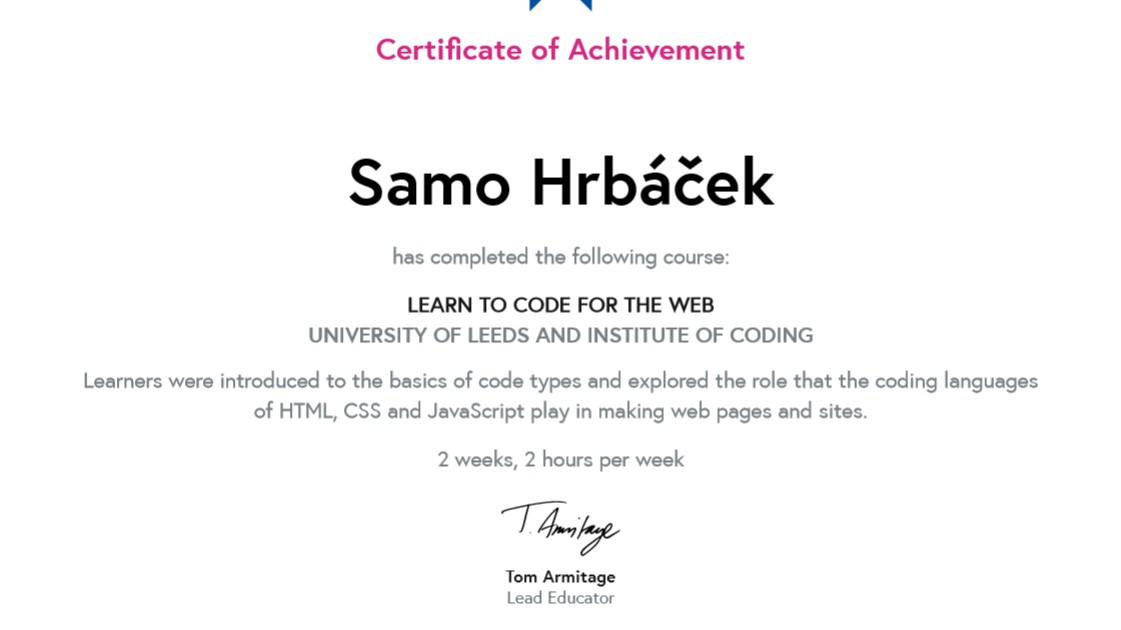 Certificate of Achievement
Samo Hrbáček
has completed the following course:
LEARN TO CODE FOR THE WEB
UNIVERSITY OF LEEDS AND INSTITUTE OF CODING
Learners were introduced to the basics of code types and explored the role that the coding languages
of HTML, CSS and JavaScript play in making web pages and sites.
2 weeks, 2 hours per week
T. Armitage
Tom Armitage
Lead Educator